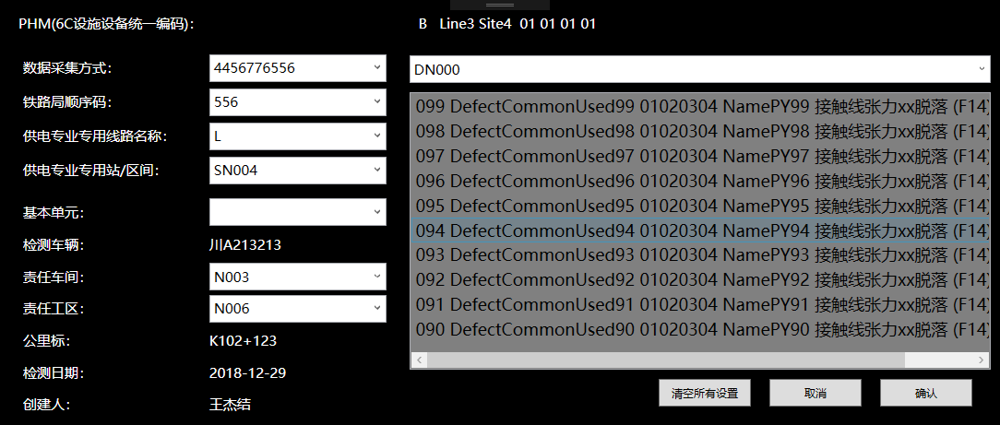 PHM(6C设施设备统一编码)：
B Line3 Site4 01 01 01 01
数据采集方式： 4456776556
铁路局顺序码： 556
供电专业专用线路名称： L
供电专业专用站/区间： SN004
基本单元：
检测车辆： 川A213213
责任车间： N003
责任工区： N006
公里标： K102+123
检测日期： 2018-12-29
创建人： 王杰结
DN000
099 DefectCommonUsed99 01020304 NamePY99 接触线张力xx脱落 (F14)
098 DefectCommonUsed98 01020304 NamePY98 接触线张力xx脱落 (F14)
097 DefectCommonUsed97 01020304 NamePY97 接触线张力xx脱落 (F14)
096 DefectCommonUsed96 01020304 NamePY96 接触线张力xx脱落 (F14)
095 DefectCommonUsed95 01020304 NamePY95 接触线张力xx脱落 (F14)
094 DefectCommonUsed94 01020304 NamePY94 接触线张力xx脱落 (F14)
093 DefectCommonUsed93 01020304 NamePY93 接触线张力xx脱落 (F14)
092 DefectCommonUsed92 01020304 NamePY92 接触线张力xx脱落 (F14)
091 DefectCommonUsed91 01020304 NamePY91 接触线张力xx脱落 (F14)
090 DefectCommonUsed90 01020304 NamePY90 接触线张力xx脱落 (F14)
清空所有设置 取消 确认